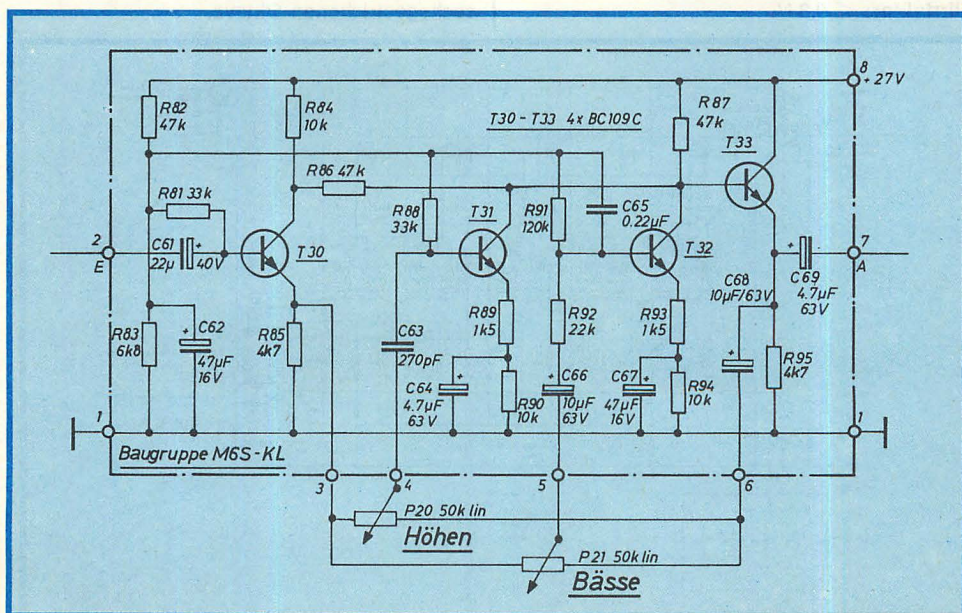 8
+ 27V
R82
47k
R84
10k
T30 - T33 4x BC109C
R87
47k
T33
R86 47k
R81 33k
R88
33k
T31
R91
120k
C65
0.22µF
T32
2
E
C61
22µ
+
40V
T30
C68
10µF/63V
+
C69
4.7µF
63V
7
A
R83
6k8
+
C62
47µF
16V
R85
4k7
C63
270pF
R89
1k5
R92
22k
R93
1k5
+
C64
4.7µF
63V
R90
10k
+
C66
10µF
63V
C67
+
47µF
16V
R94
10k
+
R95
4k7
1
1
Baugruppe M6S-KL
3
4
5
6
P20 50k lin
Höhen
P21 50k lin
Bässe